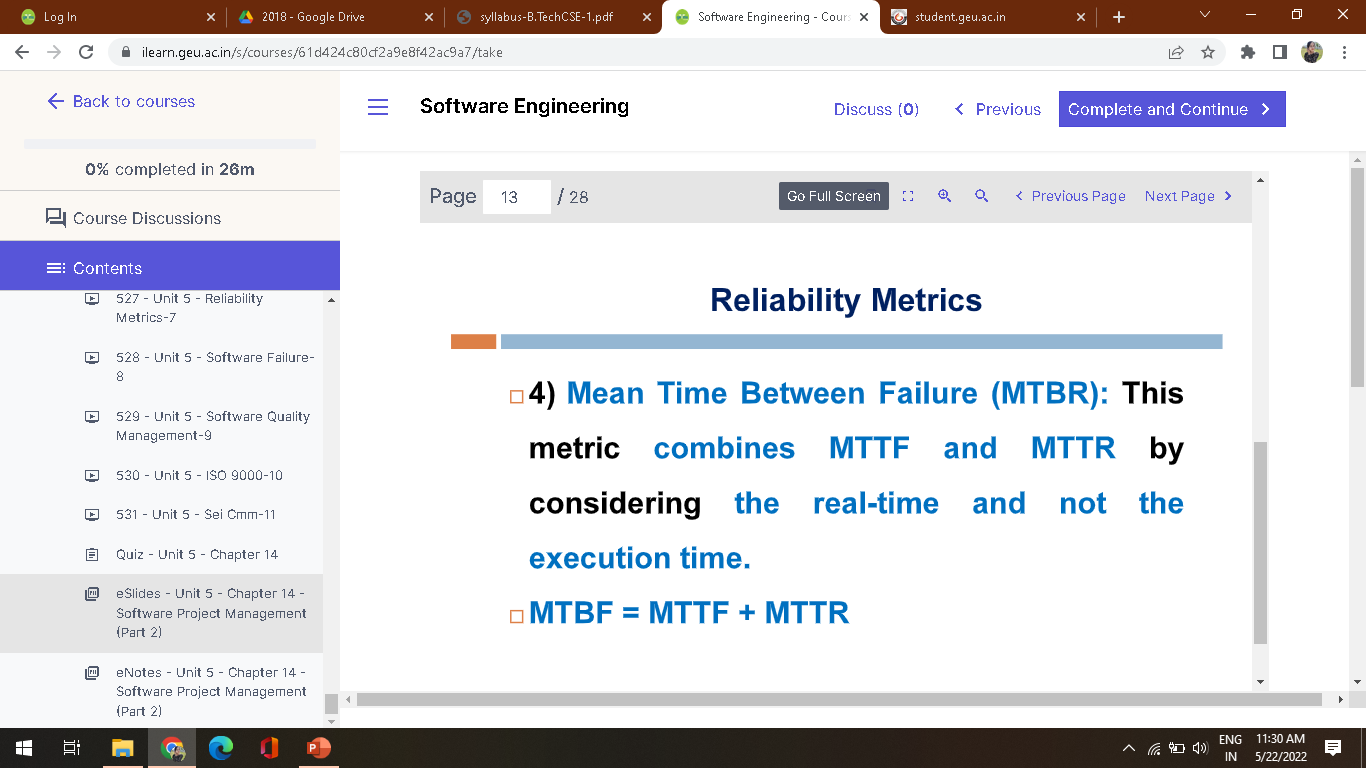 Log In
2018 - Google Drive
syllabus-B.TechCSE-1.pdf
Software Engineering - Cour
student.geu.ac.in
ilearn.geu.ac.in/s/courses/61d424c80cf2a9e8f42ac9a7/take
Back to courses
0% completed in 26m
Course Discussions
Contents
527 - Unit 5 - Reliability
Metrics-7
528 - Unit 5 - Software Failure-
8
529 - Unit 5 - Software Quality
Management-9
530 - Unit 5 - ISO 9000-10
531 - Unit 5 - Sei Cmm-11
Quiz - Unit 5 - Chapter 14
eSlides - Unit 5 - Chapter 14 -
Software Project Management
(Part 2)
eNotes - Unit 5 - Chapter 14 -
Software Project Management
(Part 2)
Software Engineering
Discuss (0)
Previous
Complete and Continue
Page 13 / 28
Go Full Screen
Previous Page
Next Page
Reliability Metrics
4) Mean Time Between Failure (MTBR): This
metric combines MTTF and MTTR by
considering the real-time and not the
execution time.
MTBF = MTTF + MTTR
ENG
IN
11:30 AM
5/22/2022